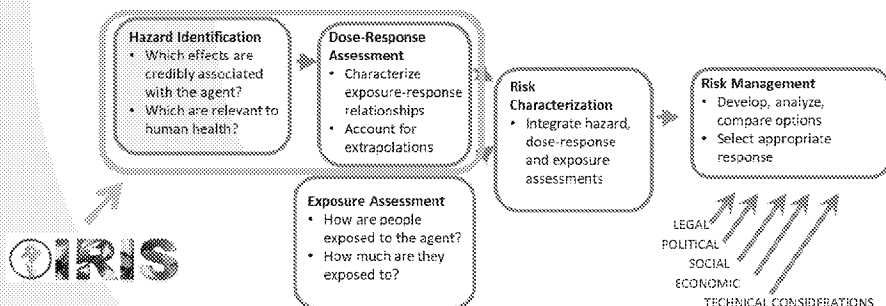 Hazard Identification
• Which effects are
credibly associated
with the agent?
• Which are relevant to
human health?
Dose-Response
Assessment
• Characterize
exposure-response
relationships
• Account for
extrapolations
Exposure Assessment
• How are people
exposed to the agent?
• How much are they
exposed to?
Risk
Characterization
• Integrate hazard,
dose-response
and exposure
assessments
Risk Management
• Develop, analyze,
compare options
• Select appropriate
response
LEGAL
POLITICAL
SOCIAL
ECONOMIC
TECHNICAL CONSIDERATIONS
IRIS